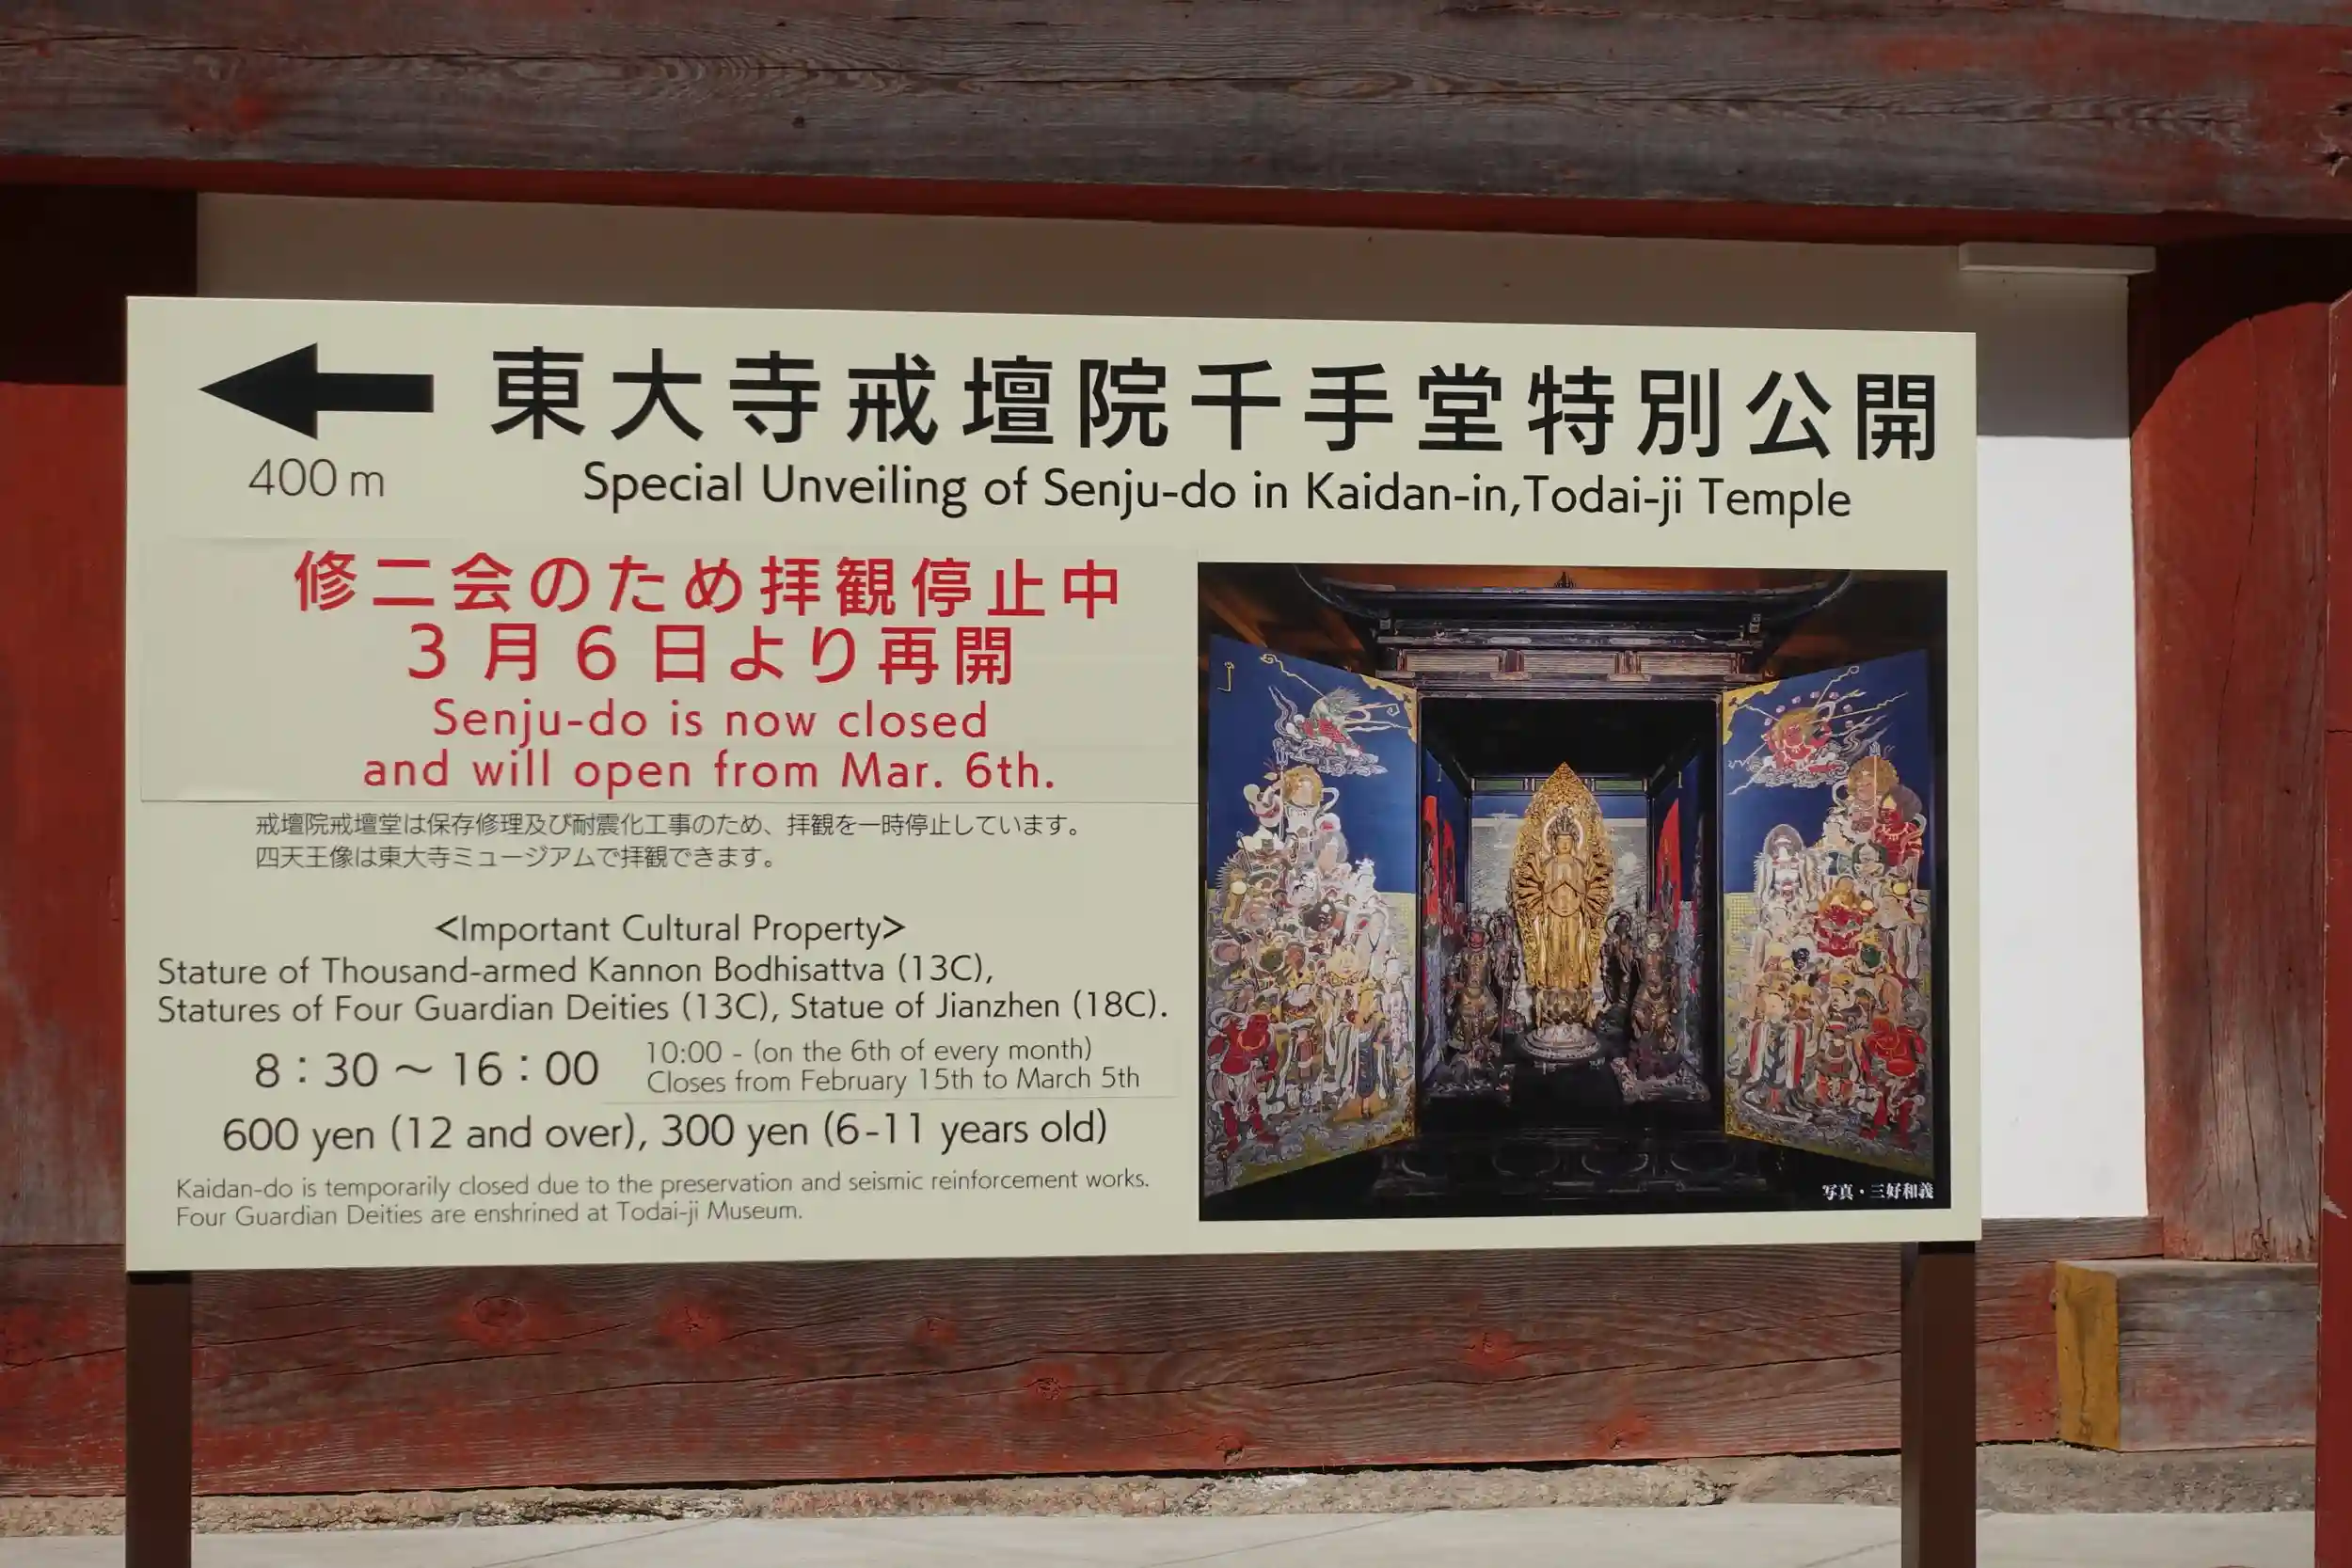 東大寺戒壇院千手堂特別公開
400m
Special Unveiling of Senju-do in Kaidan-in,Todai-ji Temple
修二会のため拝観停止中
3月6日より再開
Senju-do is now closed
and will open from Mar. 6th.
戒壇院戒壇堂は保存修理及び耐震化工事のため、拝観を一時停止しています。
四天王像は東大寺ミュージアムで拝観できます。
<Important Cultural Property>
Stature of Thousand-armed Kannon Bodhisattva (13C),
Statures of Four Guardian Deities (13C), Statue of Jianzhen (18C).
8:30～16:00
10:00 - (on the 6th of every month)
Closes from February 15th to March 5th
600 yen (12 and over), 300 yen (6-11 years old)
Kaidan-do is temporarily closed due to the preservation and seismic reinforcement works.
Four Guardian Deities are enshrined at Todai-ji Museum.
写真・三好和義